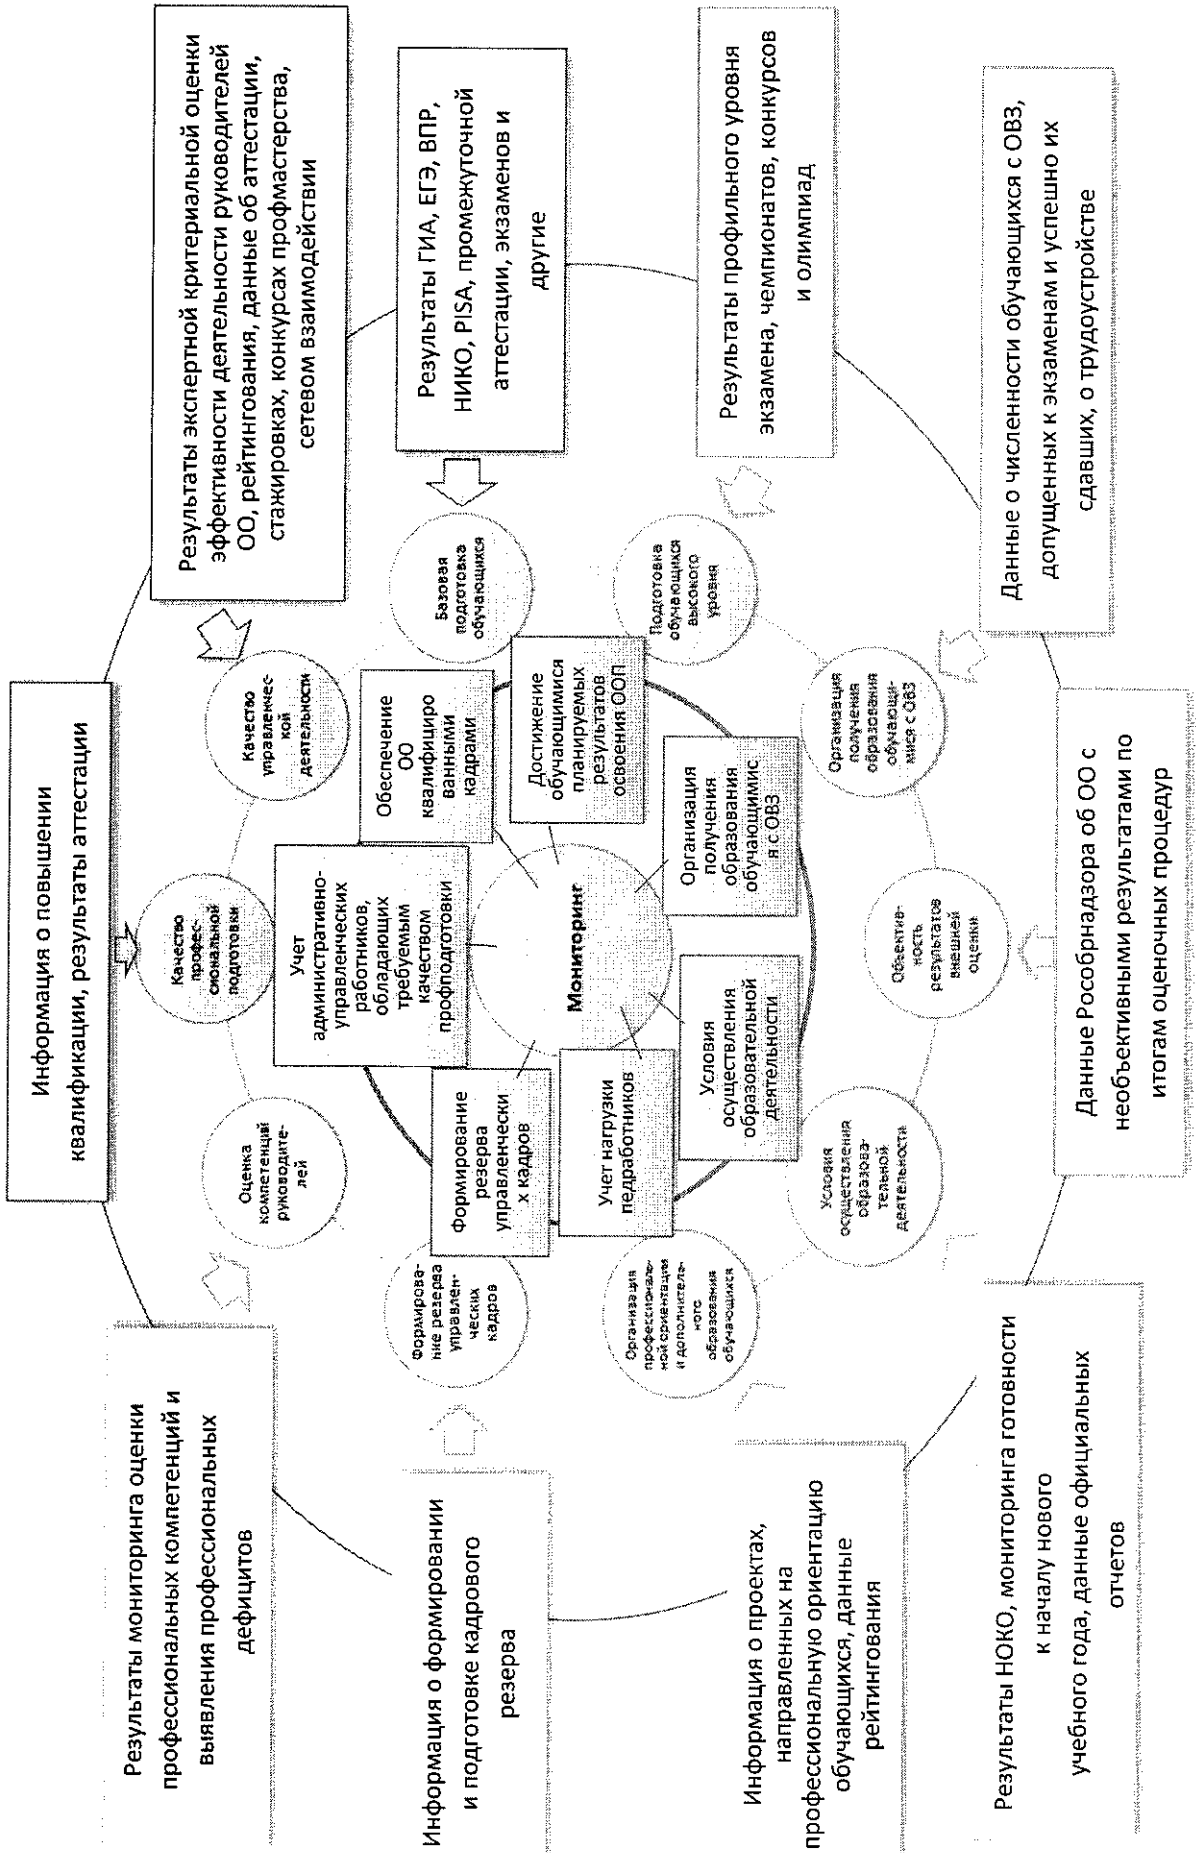 Информация о повышении
квалификации, результаты аттестации
Результаты экспертной критериальной оценки
эффективности деятельности руководителей
ОО, рейтингования, данные об аттестации,
стажировках, конкурсах профмастерства,
сетевом взаимодействии
Результаты ГИА, ЕГЭ, ВПР,
НИКО, PISA, промежуточной
аттестации, экзаменов и
другие
Результаты профильного уровня
экзамена, чемпионатов, конкурсов
и олимпиад
Данные о численности обучающихся с ОВЗ,
допущенных к экзаменам и успешно их
сдавших, о трудоустройстве
Данные Рособрнадзора об ОО с
необъективными результатами по
итогам оценочных процедур
Результаты НОКО, мониторинга готовности
к началу нового
учебного года, данные официальных
отчетов
Информация о проектах,
направленных на
профессиональную ориентацию
обучающихся, данные
рейтингования
Информация о формировании
и подготовке кадрового
резерва
Результаты мониторинга оценки
профессиональных компетенций и
выявления профессиональных
дефицитов
Качество
профес-
сиональной
подготовки
Качество
управленчес-
кой
деятельности
Базовая
подготовка
обучающихся
Подготовка
обучающихся
высокого
уровня
Организация
получения
образования
обучающи-
мися с ОВЗ
Объектив-
ность
результатов
внешней
оценки
Условия
осуществления
образова-
тельной
деятельности
Организация
профессиональ-
ной ориентации
и дополнитель-
ного
образования
обучающихся
Формирова-
ние резерва
управлен-
ческих
кадров
Оценка
компетенций
руководите-
лей
Учет
административно-
управленческих
работников,
обладающих
требуемым
качеством
профподготовки
Обеспечение
ОО
квалифициро
ванными
кадрами
Достижение
обучающимися
планируемых
результатов
освоения ООП
Организация
получения
образования
обучающимис
я с ОВЗ
Условия
осуществления
образовательной
деятельности
Учет нагрузки
педработников
Формирование
резерва
управленчески
х кадров
Мониторинг